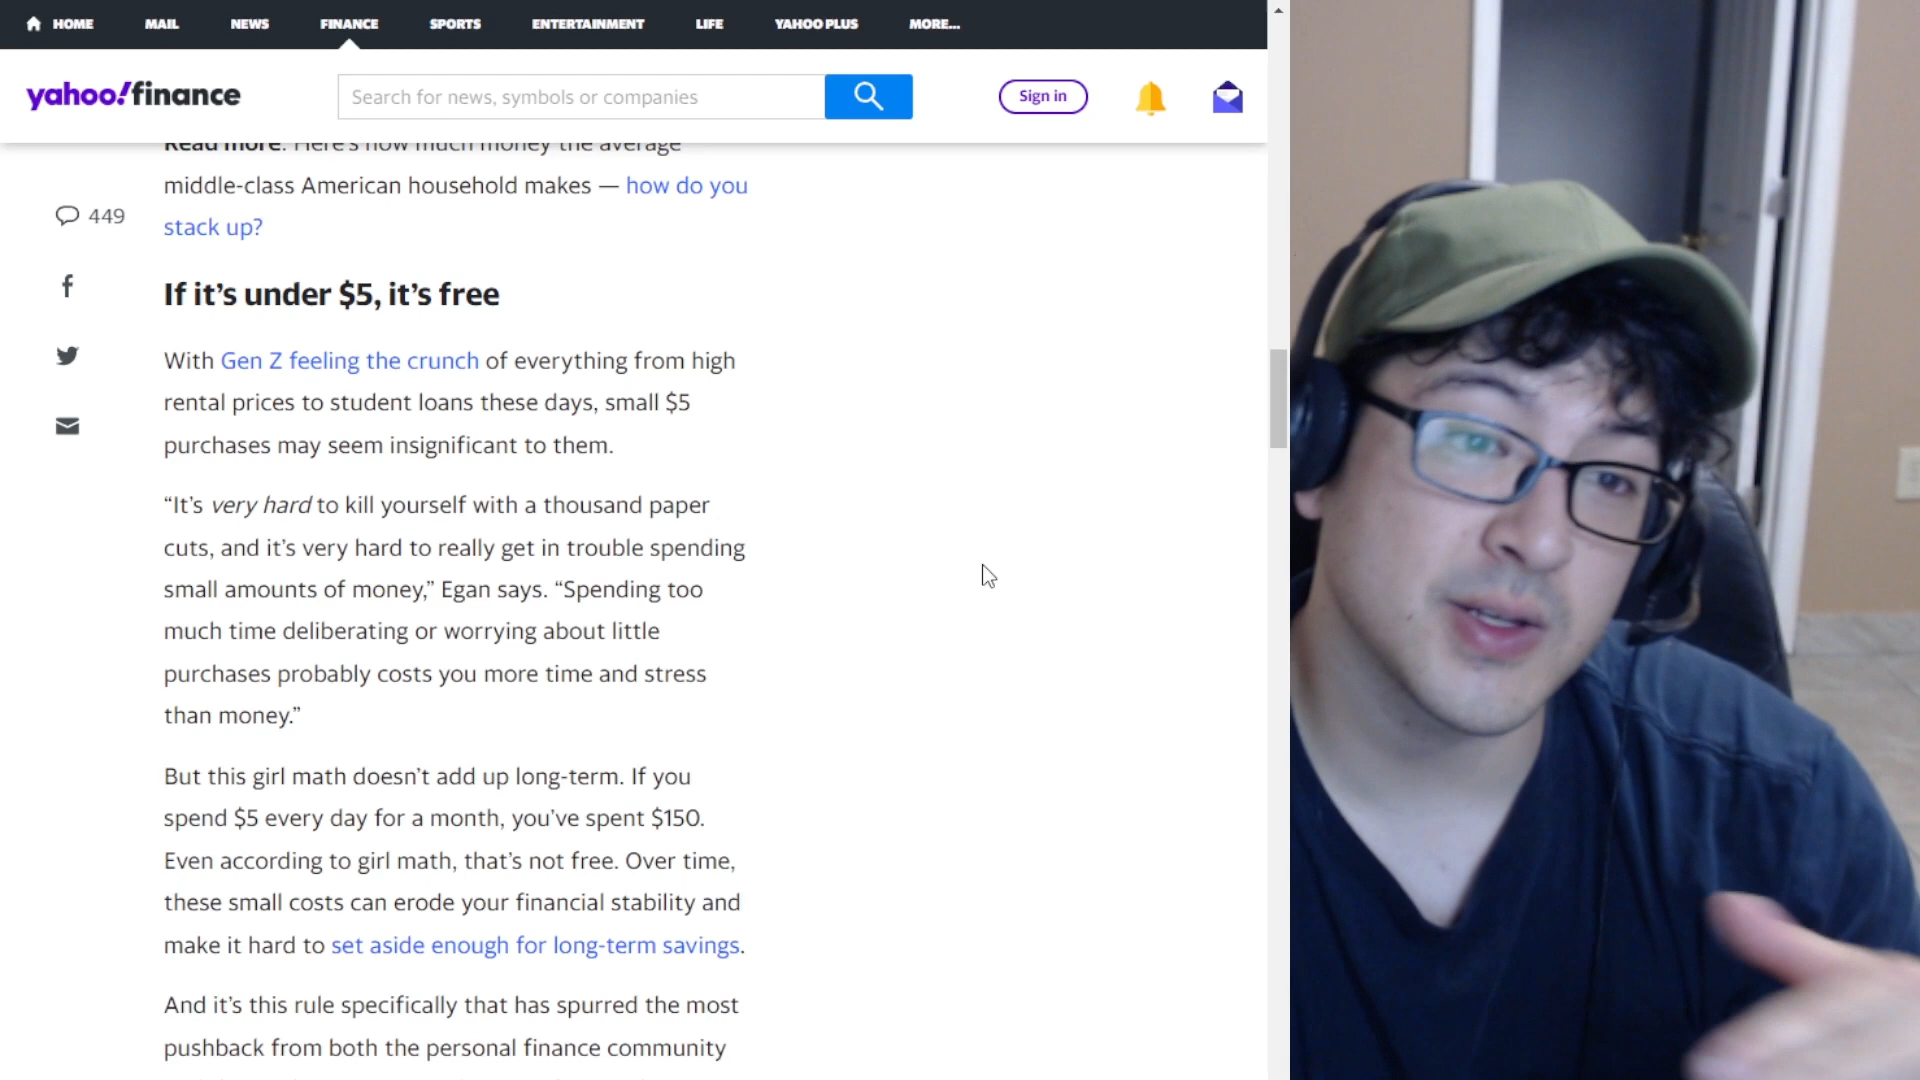 HOME MAIL NEWS FINANCE SPORTS ENTERTAINMENT LIFE YAHOO PLUS MORE...
yahoo!finance
Search for news, symbols or companies
Sign in
Read more: Here's how much money the average
middle-class American household makes — how do you
stack up?
449
If it's under $5, it's free
With Gen Z feeling the crunch of everything from high
rental prices to student loans these days, small $5
purchases may seem insignificant to them.
“It's very hard to kill yourself with a thousand paper
cuts, and it's very hard to really get in trouble spending
small amounts of money,” Egan says. “Spending too
much time deliberating or worrying about little
purchases probably costs you more time and stress
than money.”
But this girl math doesn't add up long-term. If you
spend $5 every day for a month, you've spent $150.
Even according to girl math, that's not free. Over time,
these small costs can erode your financial stability and
make it hard to set aside enough for long-term savings.
And it's this rule specifically that has spurred the most
pushback from both the personal finance community